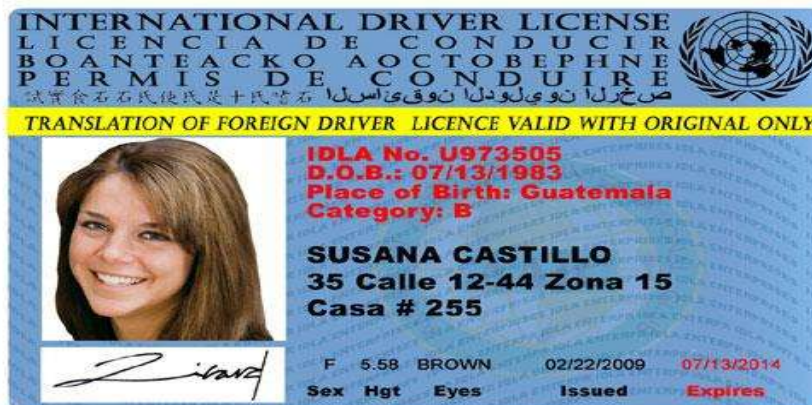 INTERNATIONAL DRIVER LICENSE
LICENCIA DE CONDUCIR
BOANTEACKO AOCTOBEPHNE
PERMIS DE CONDUIRE
TRANSLATION OF FOREIGN DRIVER LICENCE VALID WITH ORIGINAL ONLY
IDLA No. U973505
D.O.B.: 07/13/1983
Place of Birth: Guatemala
Category: B
SUSANA CASTILLO
35 Calle 12-44 Zona 15
Casa # 255
F 5.58 BROWN 02/22/2009 07/13/2014
Sex Hgt Eyes Issued Expires